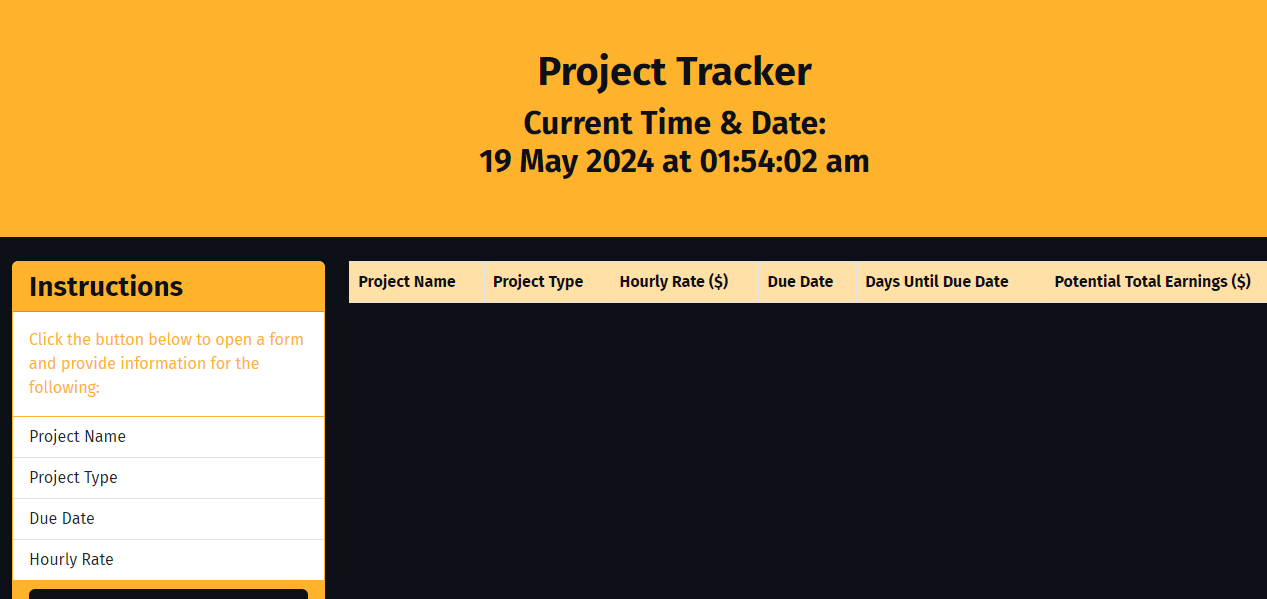 Project Tracker
Current Time & Date:
19 May 2024 at 01:54:02 am
Instructions
Click the button below to open a form
and provide information for the
following:
Project Name
Project Type
Due Date
Hourly Rate
Project Name Project Type Hourly Rate ($) Due Date Days Until Due Date Potential Total Earnings ($)